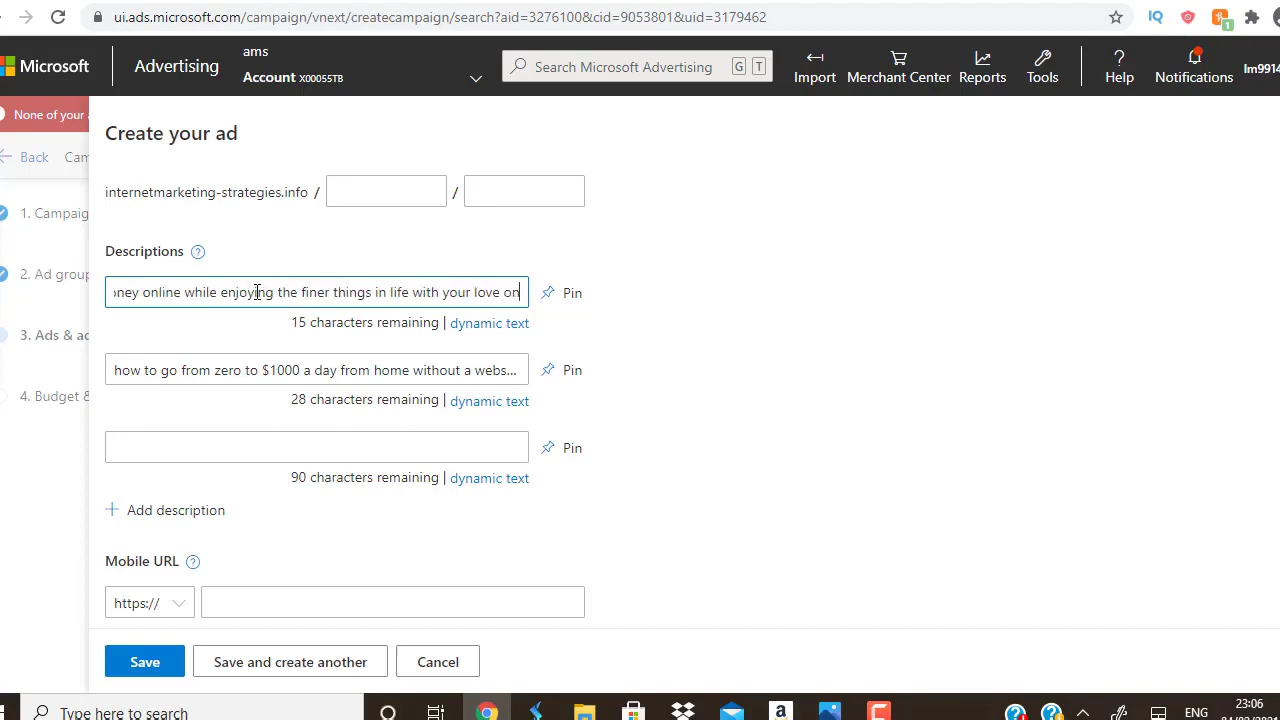 ui.ads.microsoft.com/campaign/vnext/createcampaign/search?aid=3276100&cid=9053801&uid=3179462
IQ
1
Microsoft
Advertising
ams
Account X00055TB
Search Microsoft Advertising G T
Import
Merchant Center
Reports
Tools
Help
Notifications
lm9914
None of your
Back
Cam
1. Campaig
2. Ad group
3. Ads & ad
4. Budget &
Create your ad
internetmarketing-strategies.info / /
Descriptions ?
oney online while enjoying the finer things in life with your love on
Pin
15 characters remaining | dynamic text
how to go from zero to $1000 a day from home without a webs...
Pin
28 characters remaining | dynamic text
Pin
90 characters remaining | dynamic text
+ Add description
Mobile URL ?
https://
Save
Save and create another
Cancel
Type here to search
a
ENG
23:06